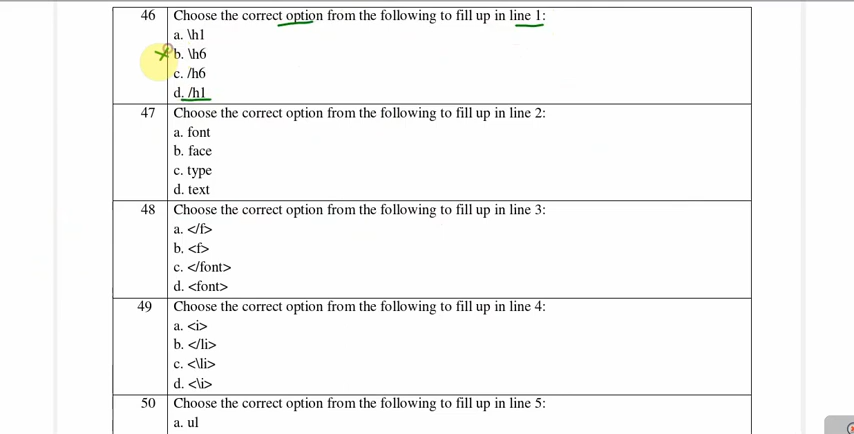 46 Choose the correct option from the following to fill up in line 1:
a. \h1
b. \h6
c. /h6
d. /h1
47 Choose the correct option from the following to fill up in line 2:
a. font
b. face
c. type
d. text
48 Choose the correct option from the following to fill up in line 3:
a. </f>
b. <f>
c. </font>
d. <font>
49 Choose the correct option from the following to fill up in line 4:
a. <i>
b. </li>
c. <\li>
d. <\i>
50 Choose the correct option from the following to fill up in line 5:
a. ul